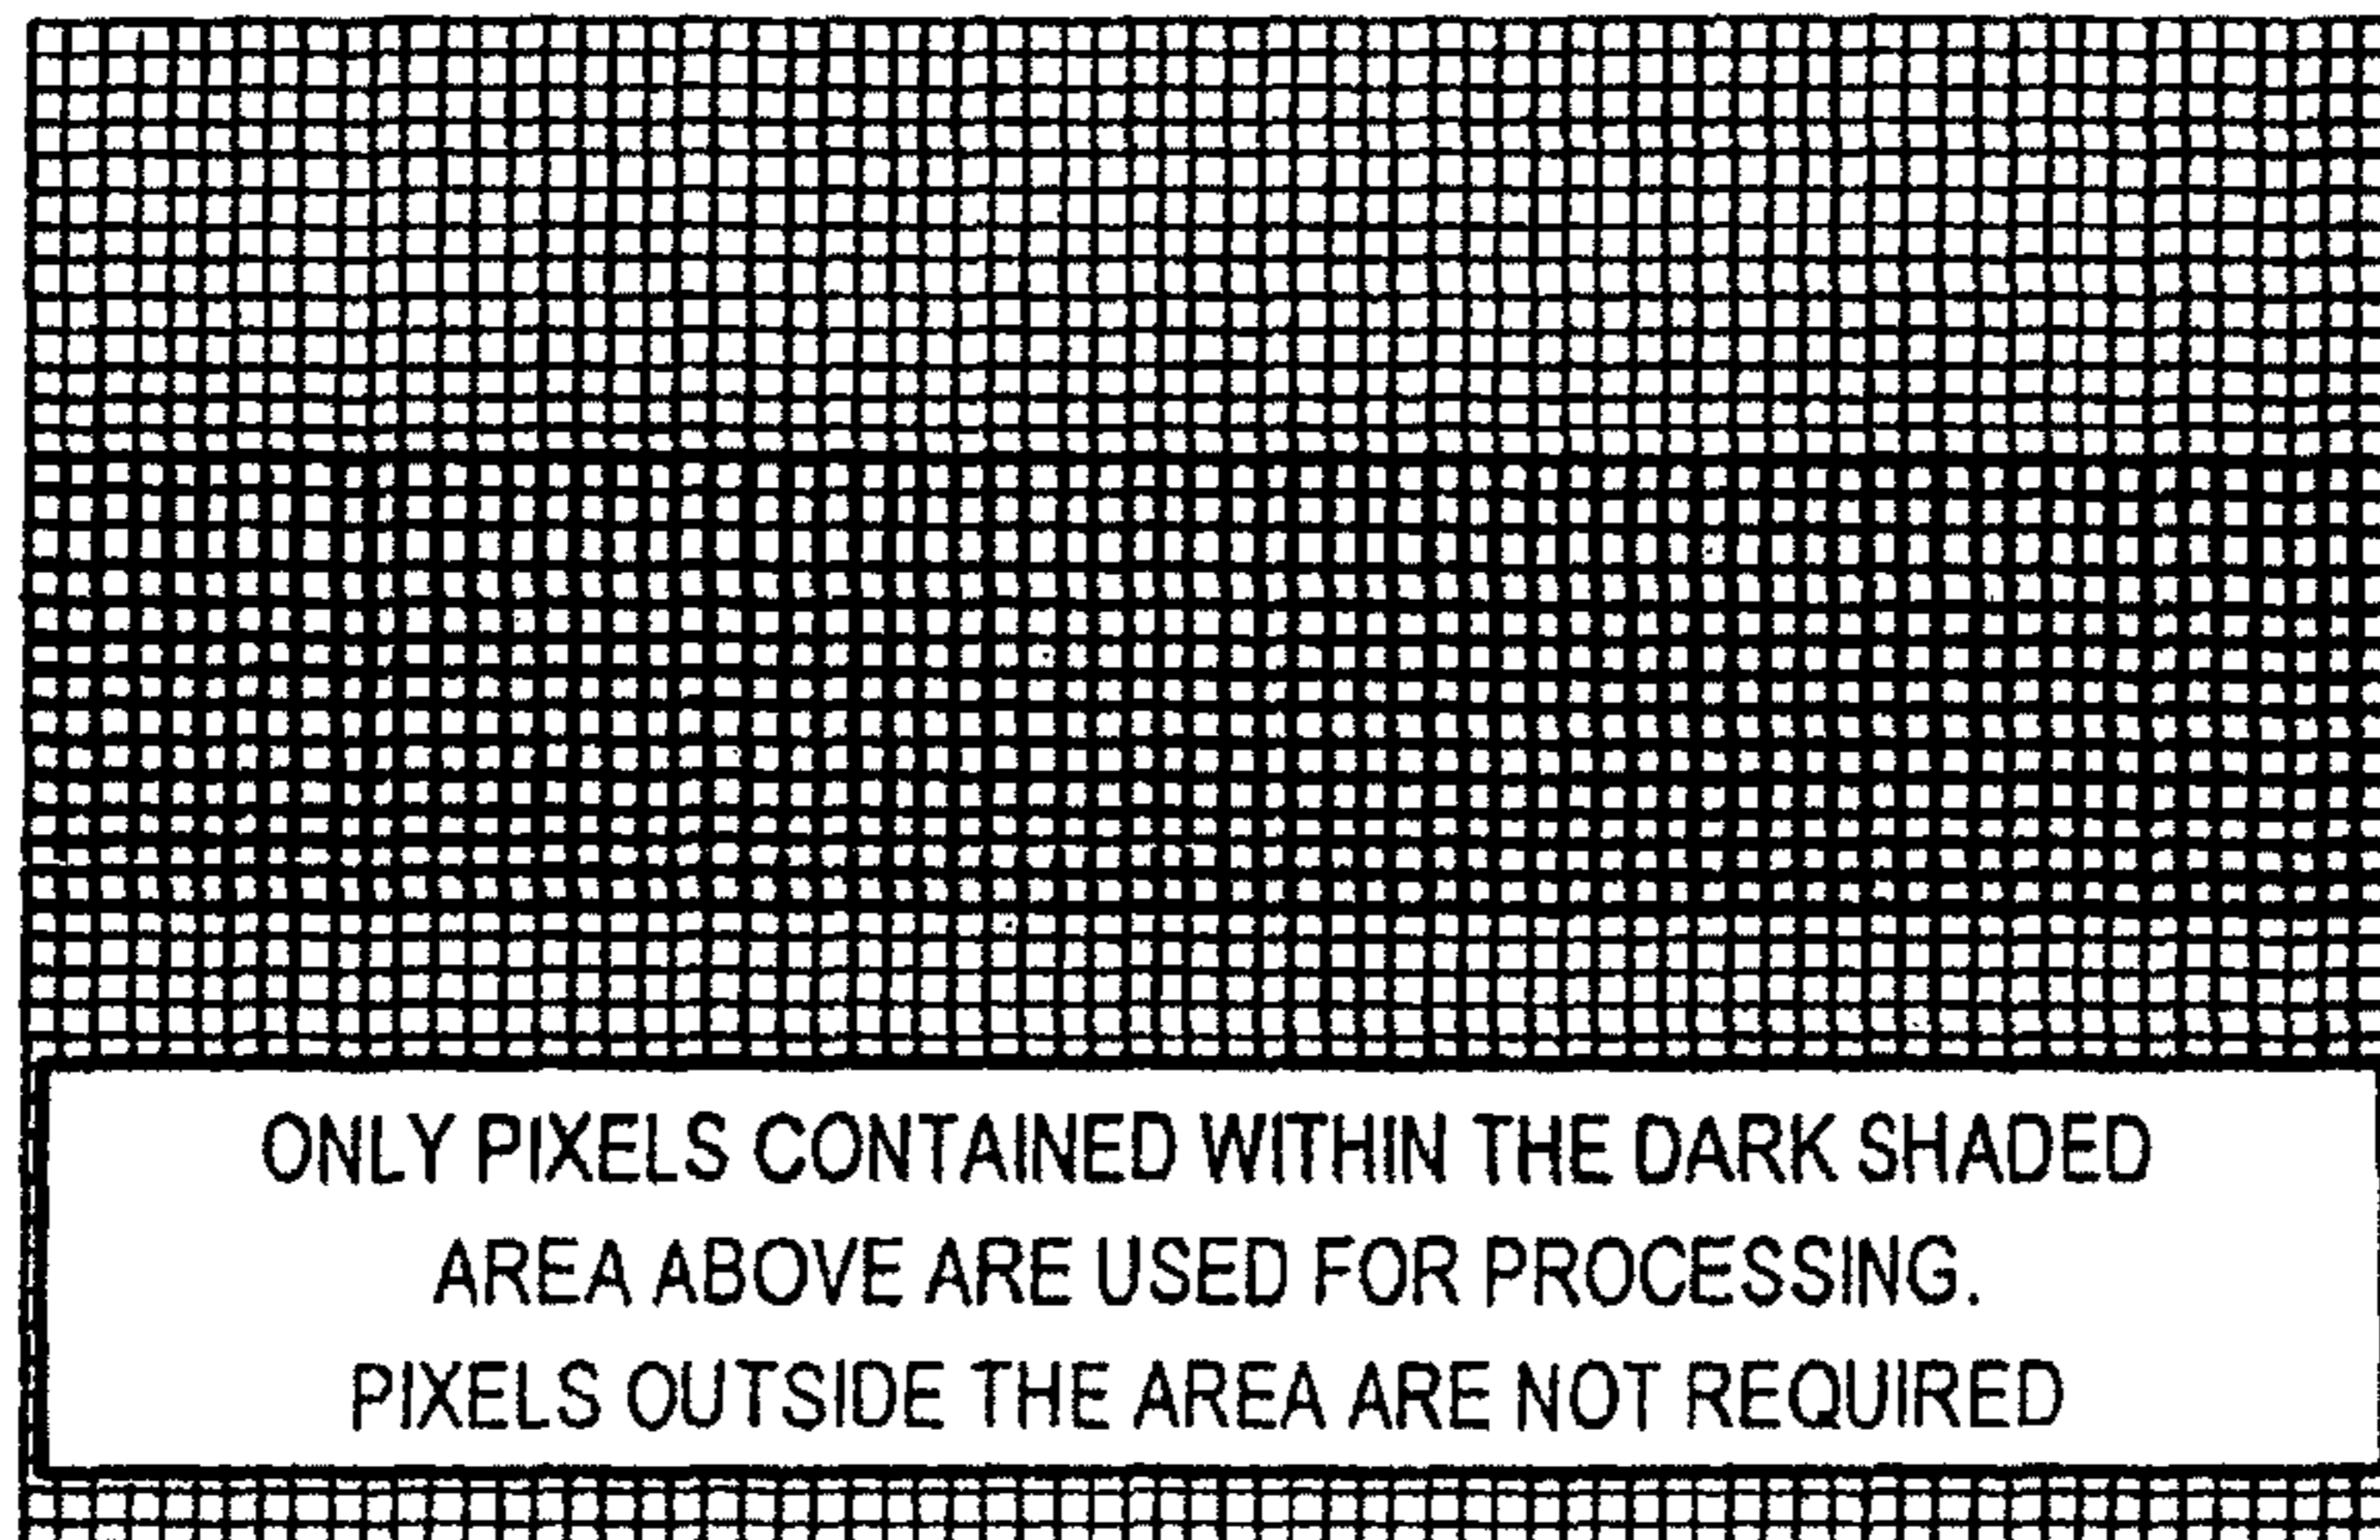 ONLY PIXELS CONTAINED WITHIN THE DARK SHADED
AREA ABOVE ARE USED FOR PROCESSING.
PIXELS OUTSIDE THE AREA ARE NOT REQUIRED